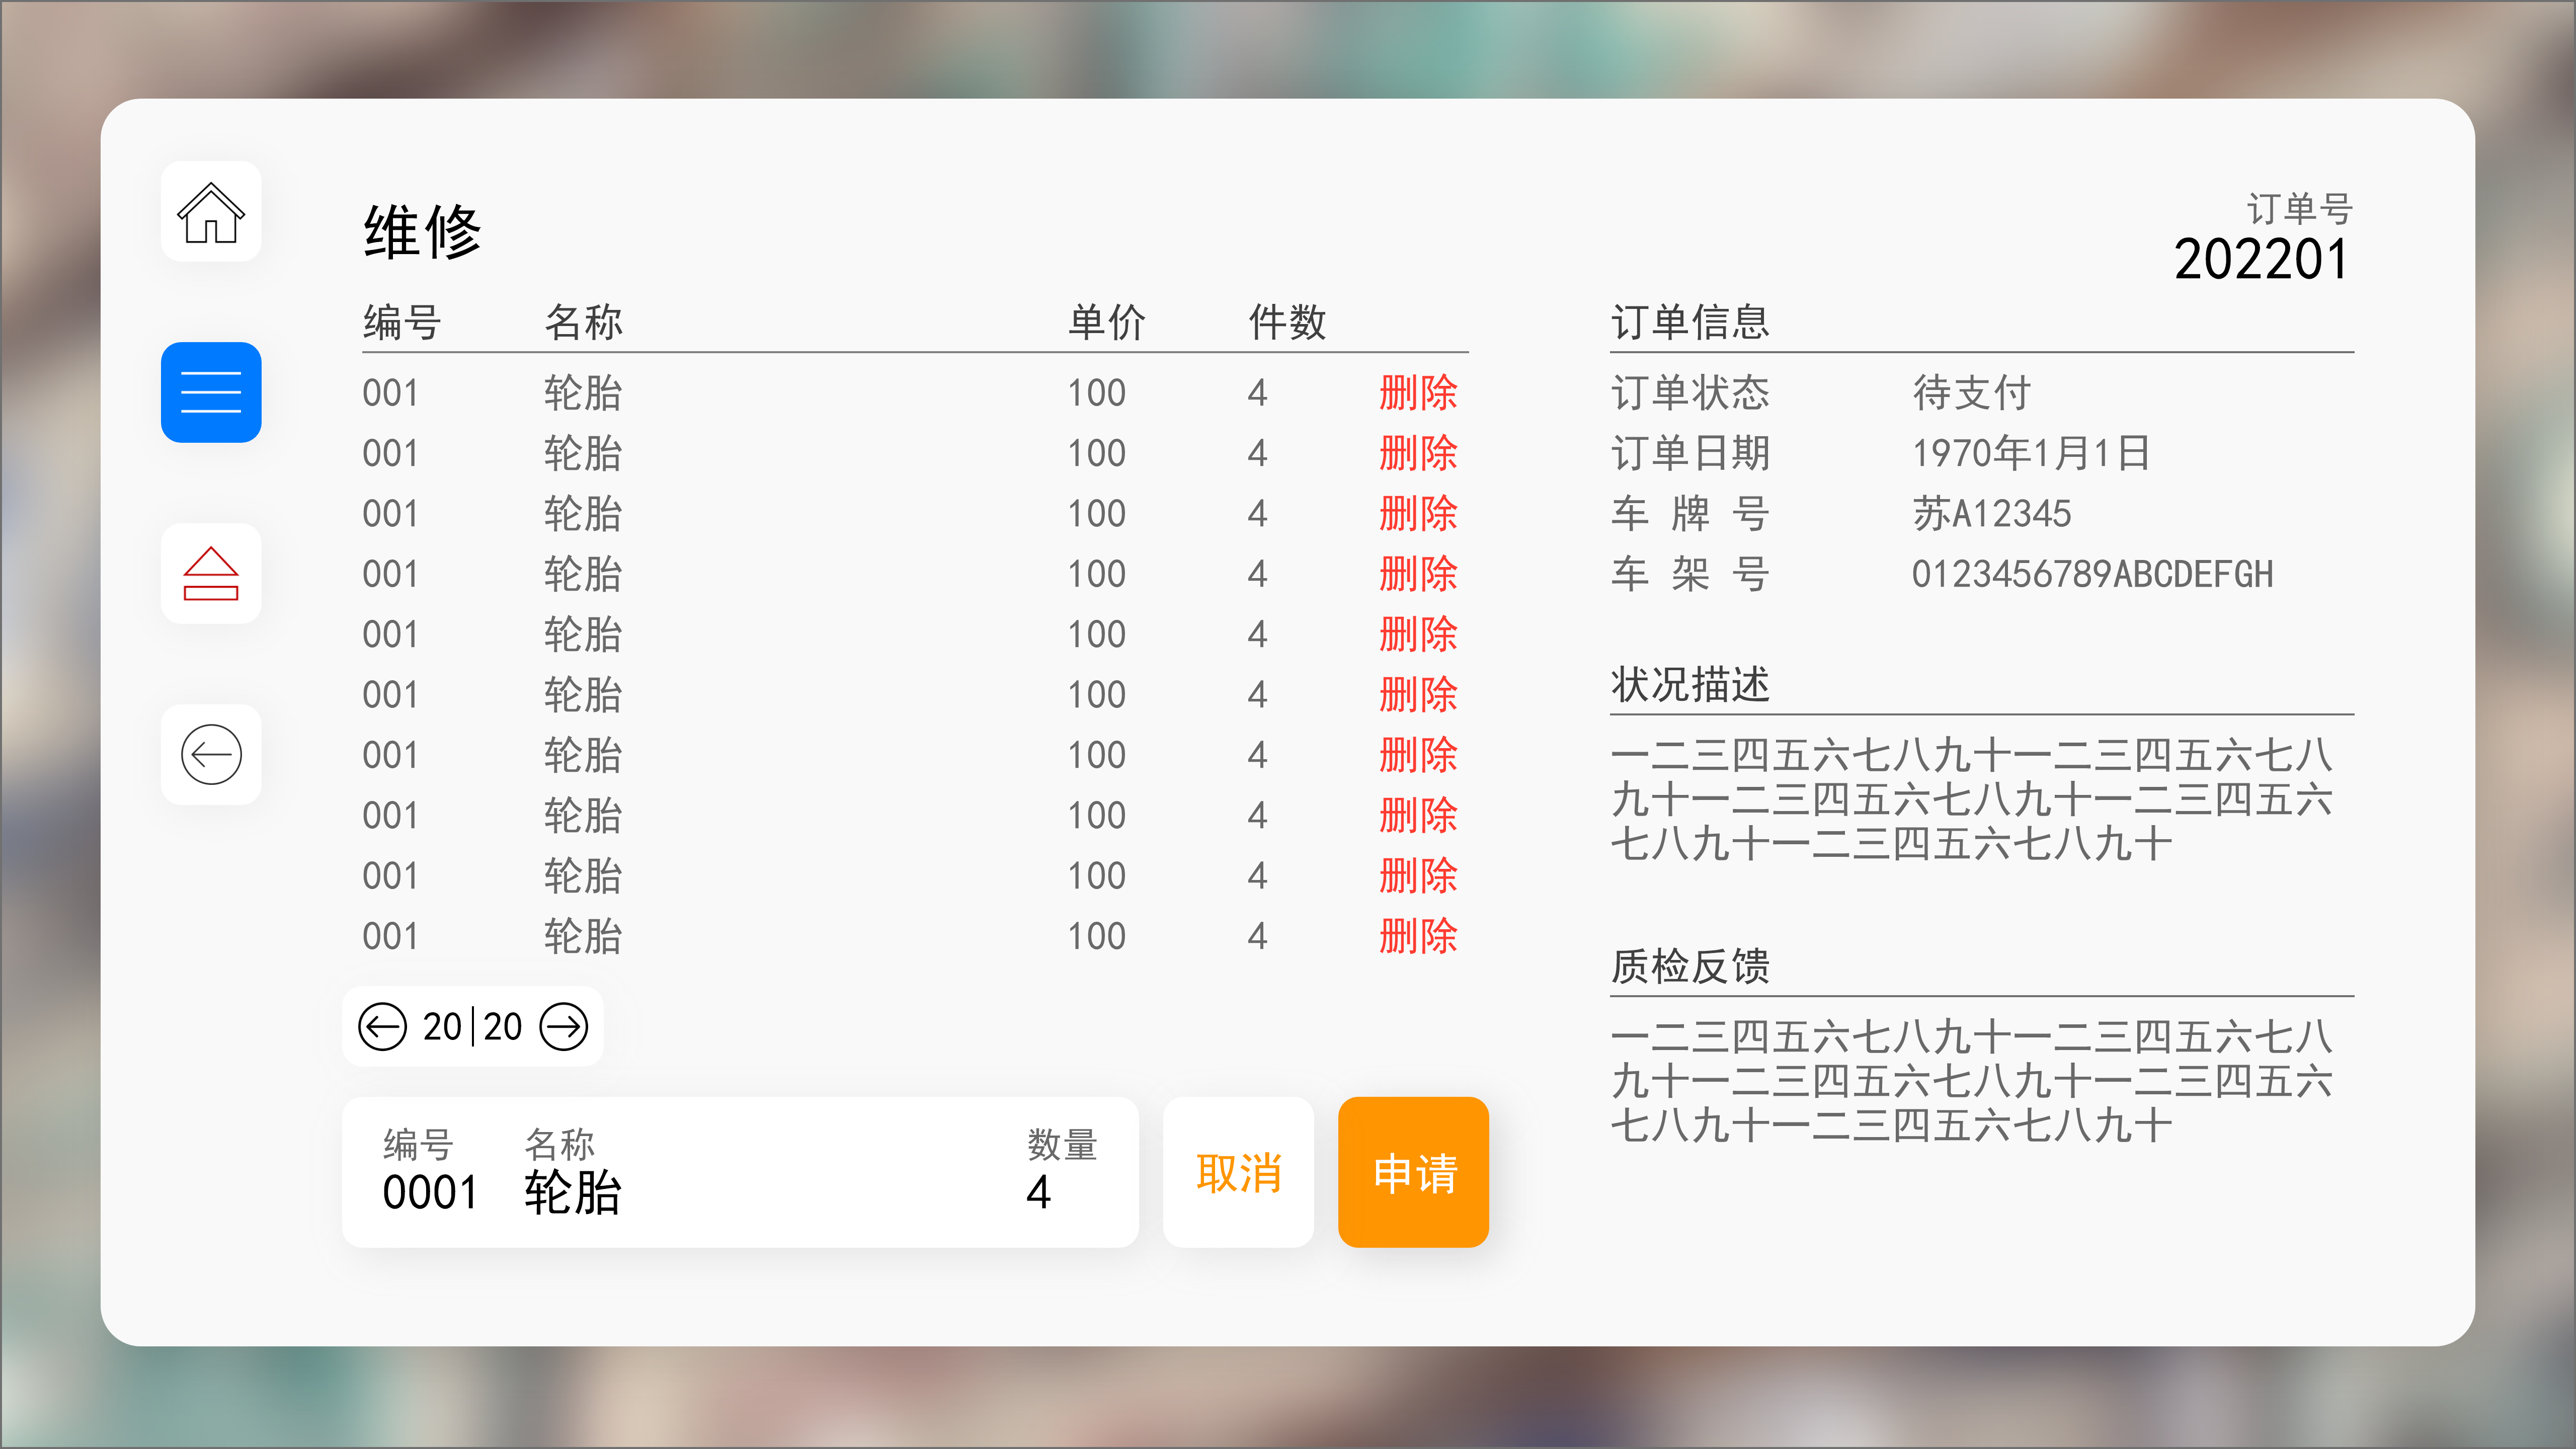 维修
编号 名称 单价 件数
001 轮胎 100 4 删除
001 轮胎 100 4 删除
001 轮胎 100 4 删除
001 轮胎 100 4 删除
001 轮胎 100 4 删除
001 轮胎 100 4 删除
001 轮胎 100 4 删除
001 轮胎 100 4 删除
001 轮胎 100 4 删除
001 轮胎 100 4 删除
20|20
编号 名称 数量
0001 轮胎 4
取消
申请
订单号
202201
订单信息
订单状态 待支付
订单日期 1970年1月1日
车 牌 号 苏A12345
车 架 号 0123456789ABCDEFGH
状况描述
一二三四五六七八九十一二三四五六七八
九十一二三四五六七八九十一二三四五六
七八九十一二三四五六七八九十
质检反馈
一二三四五六七八九十一二三四五六七八
九十一二三四五六七八九十一二三四五六
七八九十一二三四五六七八九十